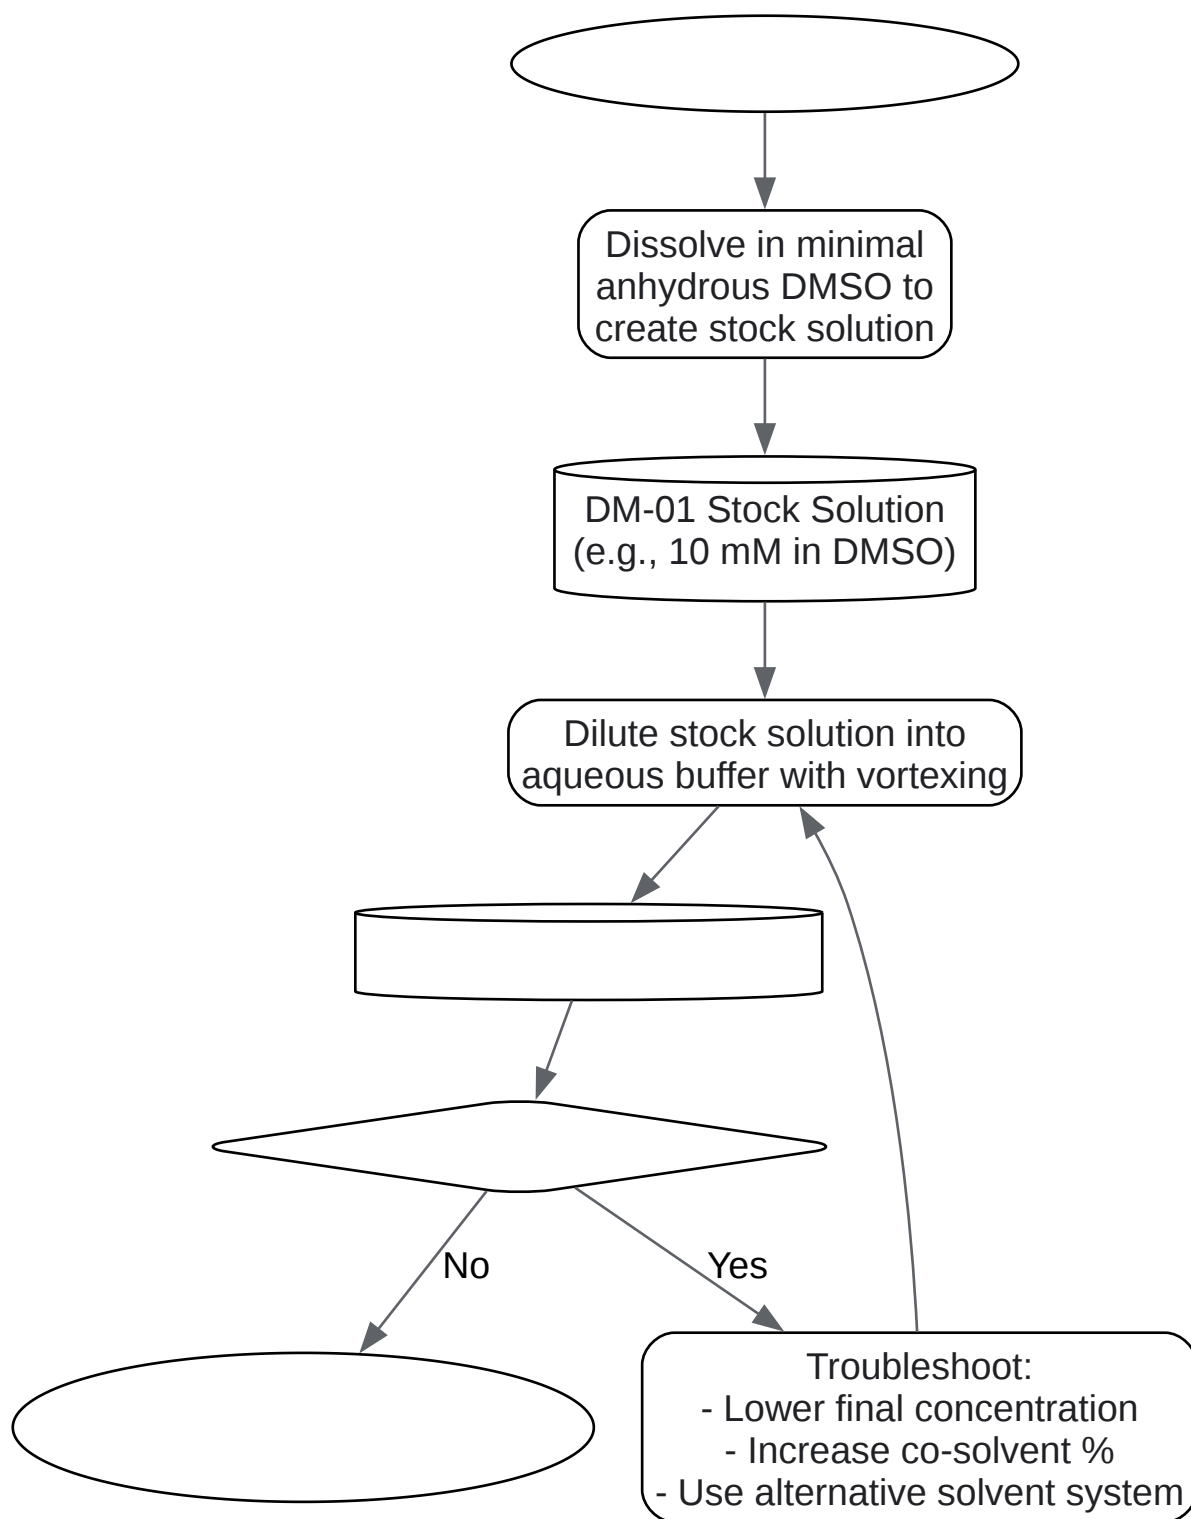 Dissolve in minimal
anhydrous DMSO to
create stock solution
DM-01 Stock Solution
(e.g., 10 mM in DMSO)
Dilute stock solution into
aqueous buffer with vortexing
No
Yes
Troubleshoot:
- Lower final concentration
- Increase co-solvent %
- Use alternative solvent system